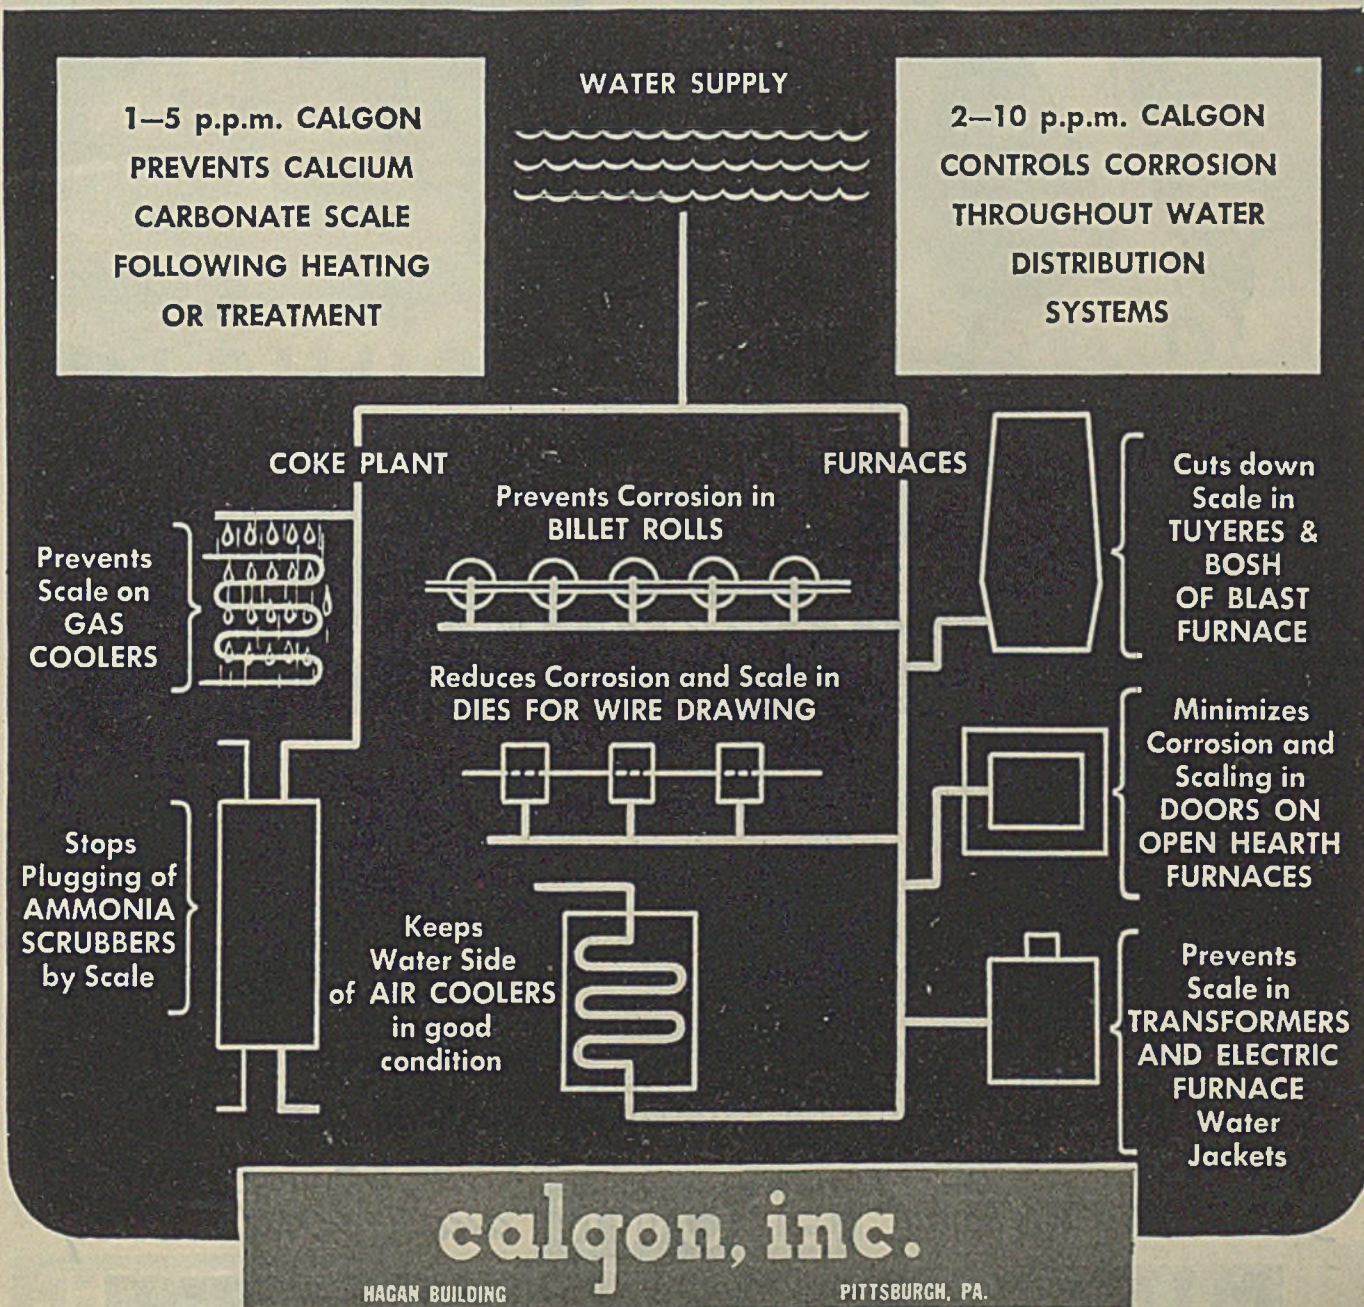 1–5 p.p.m. CALGON
PREVENTS CALCIUM
CARBONATE SCALE
FOLLOWING HEATING
OR TREATMENT
WATER SUPPLY
2–10 p.p.m. CALGON
CONTROLS CORROSION
THROUGHOUT WATER
DISTRIBUTION
SYSTEMS
COKE PLANT
FURNACES
Prevents
Scale on
GAS
COOLERS
Stops
Plugging of
AMMONIA
SCRUBBERS
by Scale
Prevents Corrosion in
BILLET ROLLS
Reduces Corrosion and Scale in
DIES FOR WIRE DRAWING
Keeps
Water Side
of AIR COOLERS
in good
condition
Cuts down
Scale in
TUYERES &
BOSH
OF BLAST
FURNACE
Minimizes
Corrosion and
Scaling in
DOORS ON
OPEN HEARTH
FURNACES
Prevents
Scale in
TRANSFORMERS
AND ELECTRIC
FURNACE
Water
Jackets
calgon, inc.
HAGAN BUILDING
PITTSBURGH, PA.